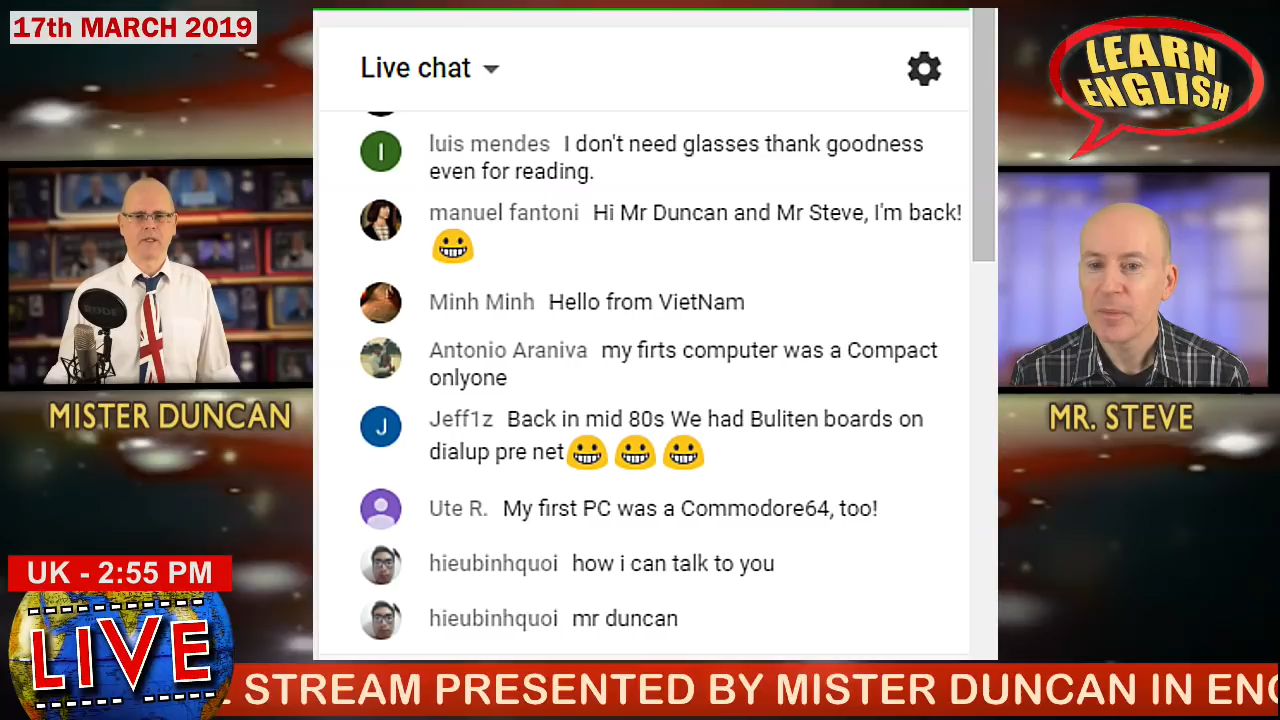 17th MARCH 2019
LEARN
ENGLISH
Live chat
luis mendes I don't need glasses thank goodness
even for reading.
manuel fantoni Hi Mr Duncan and Mr Steve, I'm back!
😀
Minh Minh Hello from VietNam
Antonio Araniva my firts computer was a Compact
onlyone
Jeff1z Back in mid 80s We had Buliten boards on
dialup pre net😀😀😀
Ute R. My first PC was a Commodore64, too!
hieubinhquoi how i can talk to you
hieubinhquoi mr duncan
MISTER DUNCAN
MR. STEVE
UK - 2:55 PM
LIVE
STREAM PRESENTED BY MISTER DUNCAN IN ENG